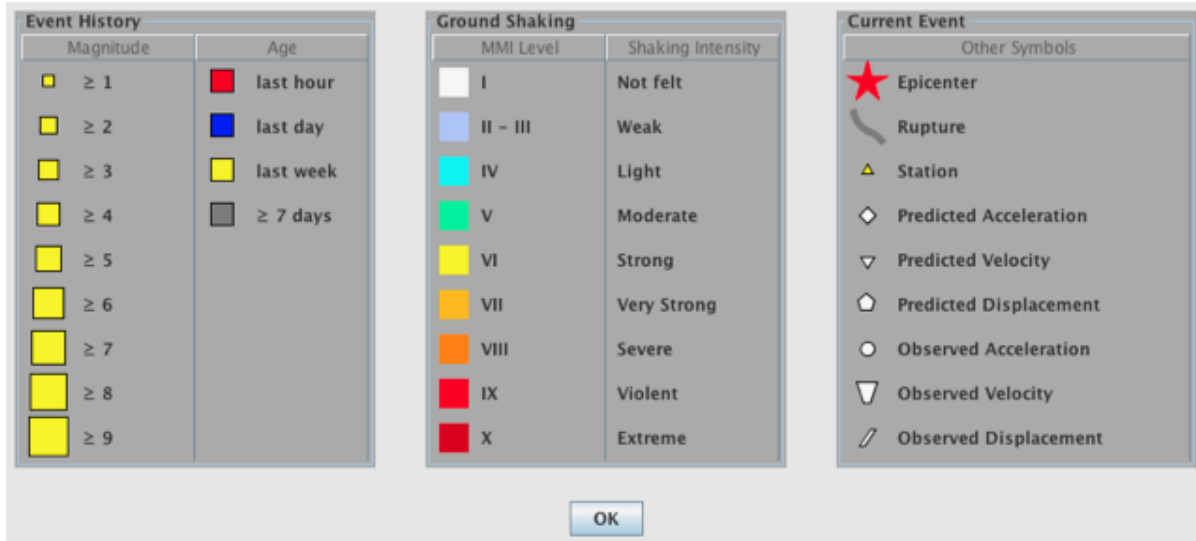 Event History
Magnitude Age
≥ 1 last hour
≥ 2 last day
≥ 3 last week
≥ 4 ≥ 7 days
≥ 5
≥ 6
≥ 7
≥ 8
≥ 9
Ground Shaking
MMI Level Shaking Intensity
I Not felt
II – III Weak
IV Light
V Moderate
VI Strong
VII Very Strong
VIII Severe
IX Violent
X Extreme
Current Event
Other Symbols
Epicenter
Rupture
Station
Predicted Acceleration
Predicted Velocity
Predicted Displacement
Observed Acceleration
Observed Velocity
Observed Displacement
OK